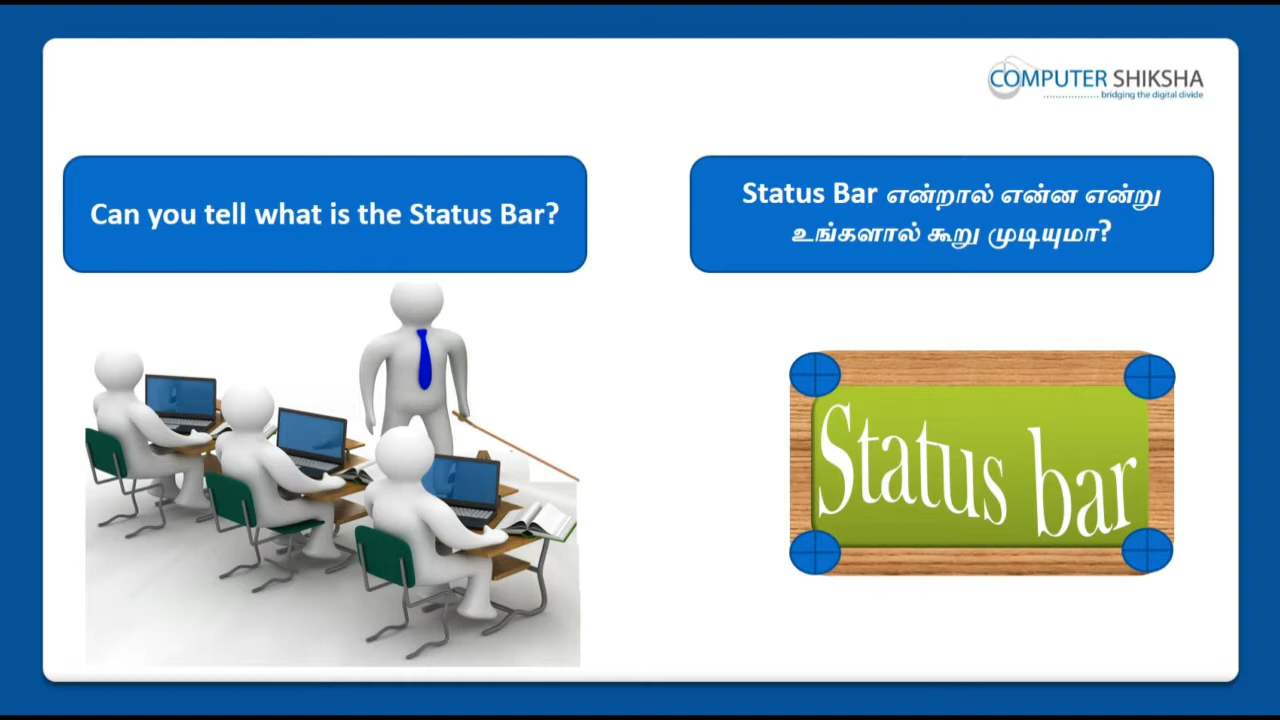 COMPUTER SHIKSHA
bridging the digital divide
Can you tell what is the Status Bar?
Status Bar என்றால் என்ன என்று
உங்களால் கூறு முடியுமா?
Status bar